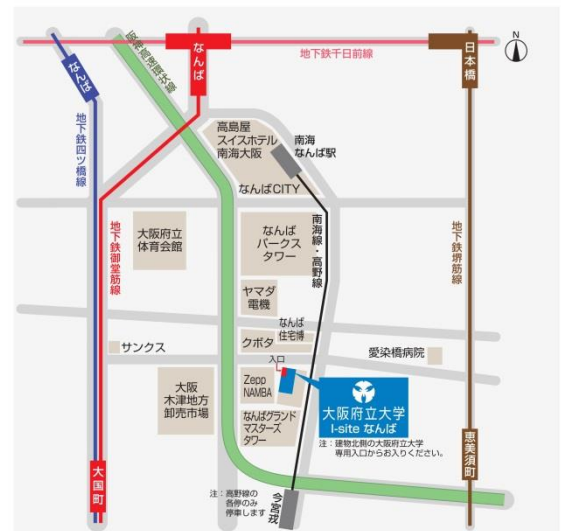 なんば
阪神高速環状線
なんば
地下鉄千日前線
日本橋
N
地下鉄四ツ橋線
高島屋
スイスホテル
南海大阪
南海
なんば駅
なんばCITY
地下鉄御堂筋線
大阪府立
体育会館
なんば
パークス
タワー
南海線・高野線
地下鉄堺筋線
ヤマダ
電機
なんば
住宅博
クボタ
サンクス
愛染橋病院
入口
大阪
木津地方
卸売市場
Zepp
NAMBA
大阪府立大学
I-site なんば
なんばグランド
マスターズ
タワー
注：建物北側の大阪府立大学
専用入口からお入りください。
大国町
恵美須町
注：高野線の
各停のみ
停車します
今宮戎